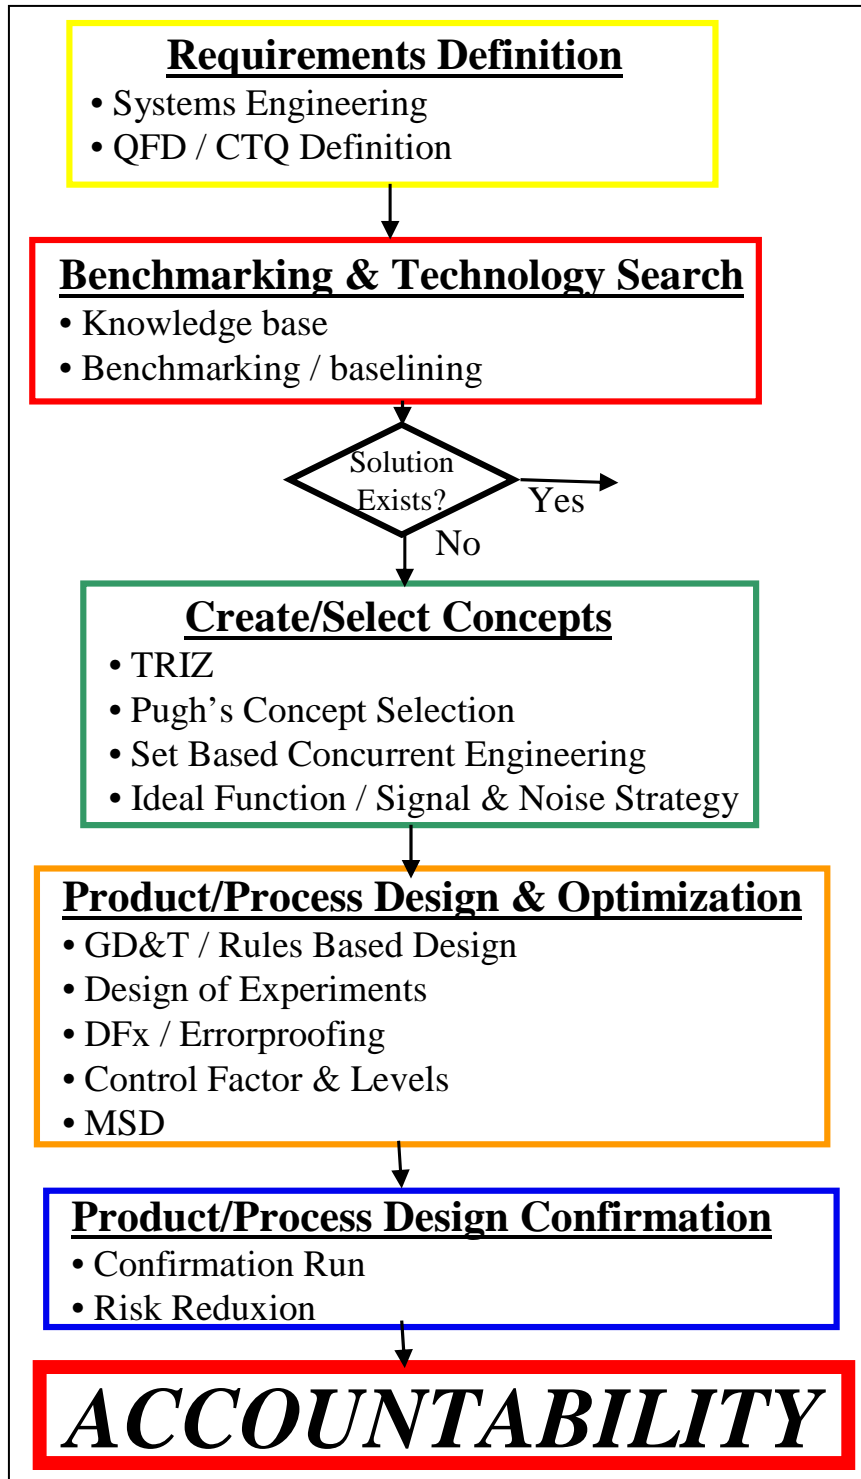 Requirements Definition
• Systems Engineering
• QFD / CTQ Definition
Benchmarking & Technology Search
• Knowledge base
• Benchmarking / baselining
Solution
Exists?
Yes
No
Create/Select Concepts
• TRIZ
• Pugh’s Concept Selection
• Set Based Concurrent Engineering
• Ideal Function / Signal & Noise Strategy
Product/Process Design & Optimization
• GD&T / Rules Based Design
• Design of Experiments
• DFx / Errorproofing
• Control Factor & Levels
• MSD
Product/Process Design Confirmation
• Confirmation Run
• Risk Reduxion
ACCOUNTABILITY